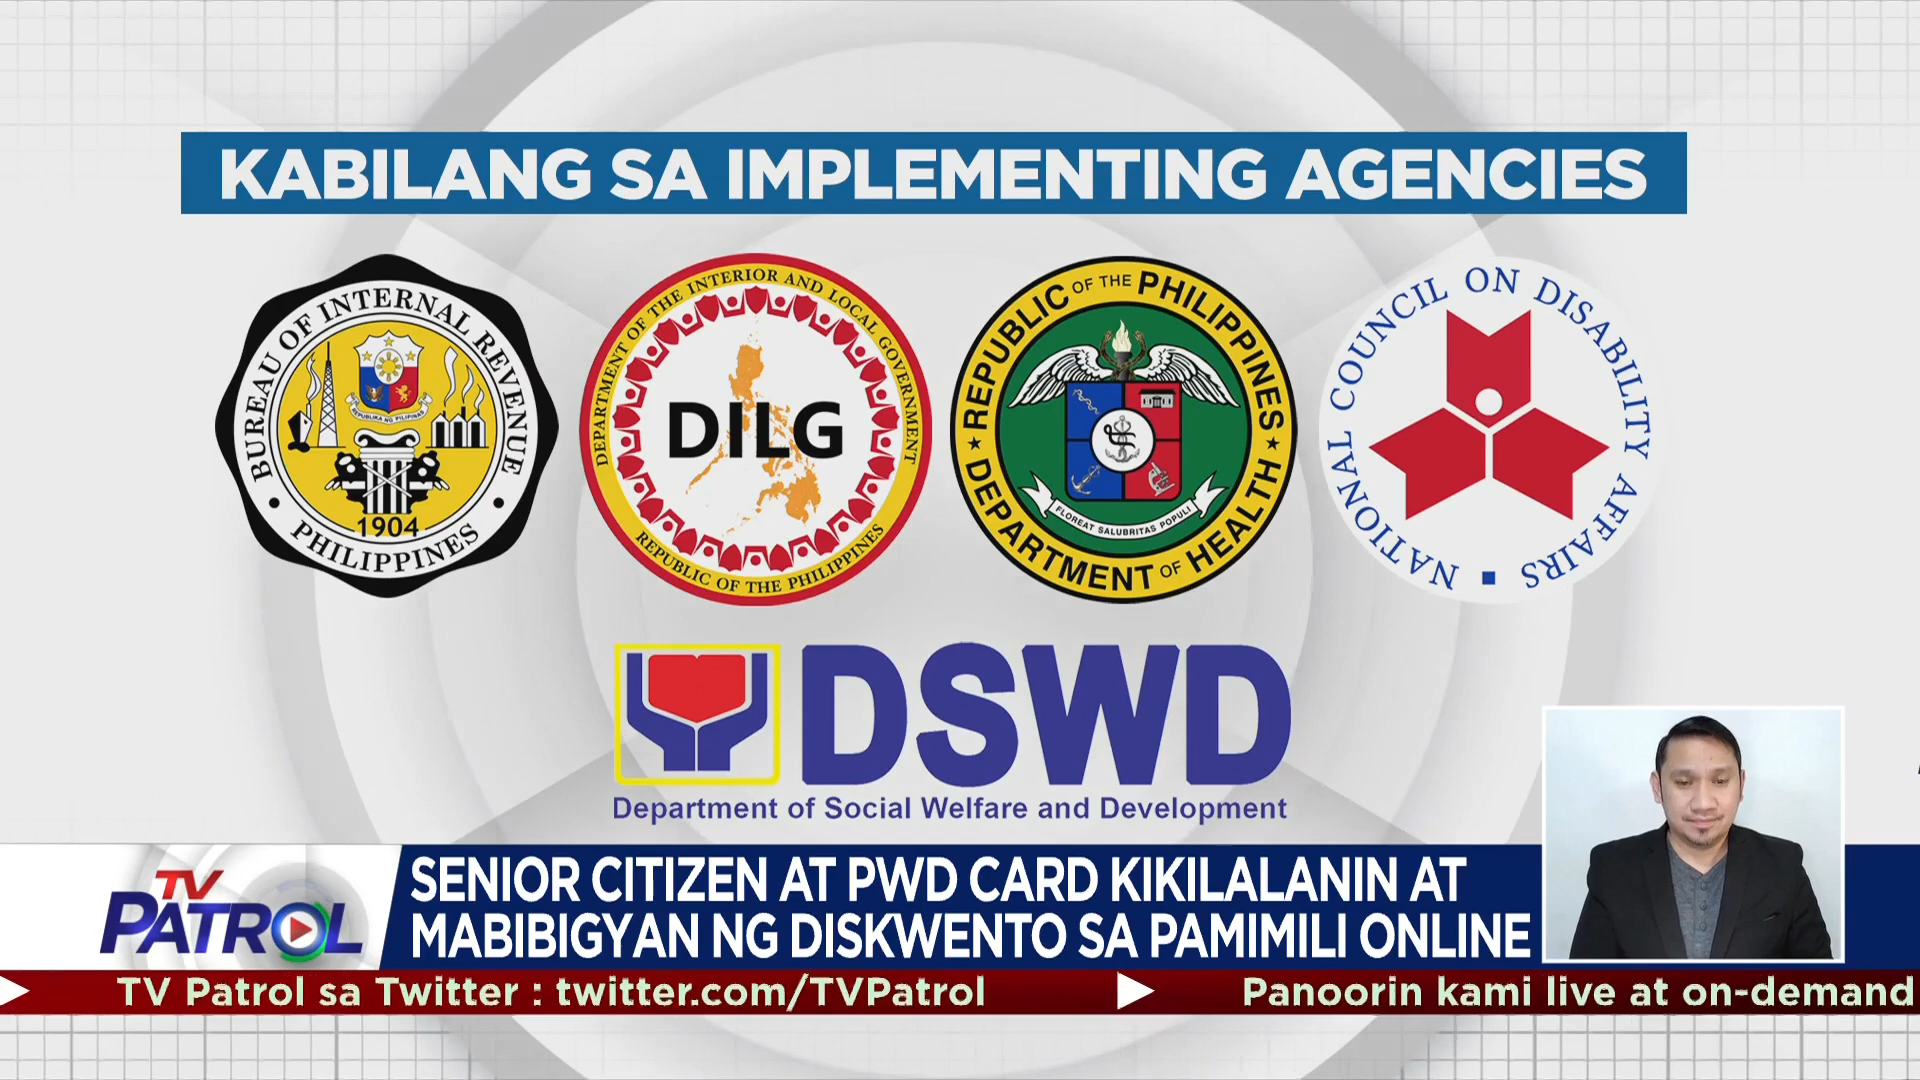 KABILANG SA IMPLEMENTING AGENCIES
BUREAU OF INTERNAL REVENUE
REPUBLIKA NG PILIPINAS
1904
PHILIPPINES
DEPARTMENT OF THE INTERIOR AND LOCAL GOVERNMENT
DILG
REPUBLIC OF THE PHILIPPINES
REPUBLIC OF THE PHILIPPINES
FLOREAT SALUBRITAS POPULI
DEPARTMENT OF HEALTH
NATIONAL COUNCIL ON DISABILITY AFFAIRS
DSWD
Department of Social Welfare and Development
TV PATROL
SENIOR CITIZEN AT PWD CARD KIKILALANIN AT
MABIBIGYAN NG DISKWENTO SA PAMIMILI ONLINE
TV Patrol sa Twitter : twitter.com/TVPatrol
Panoorin kami live at on-demand